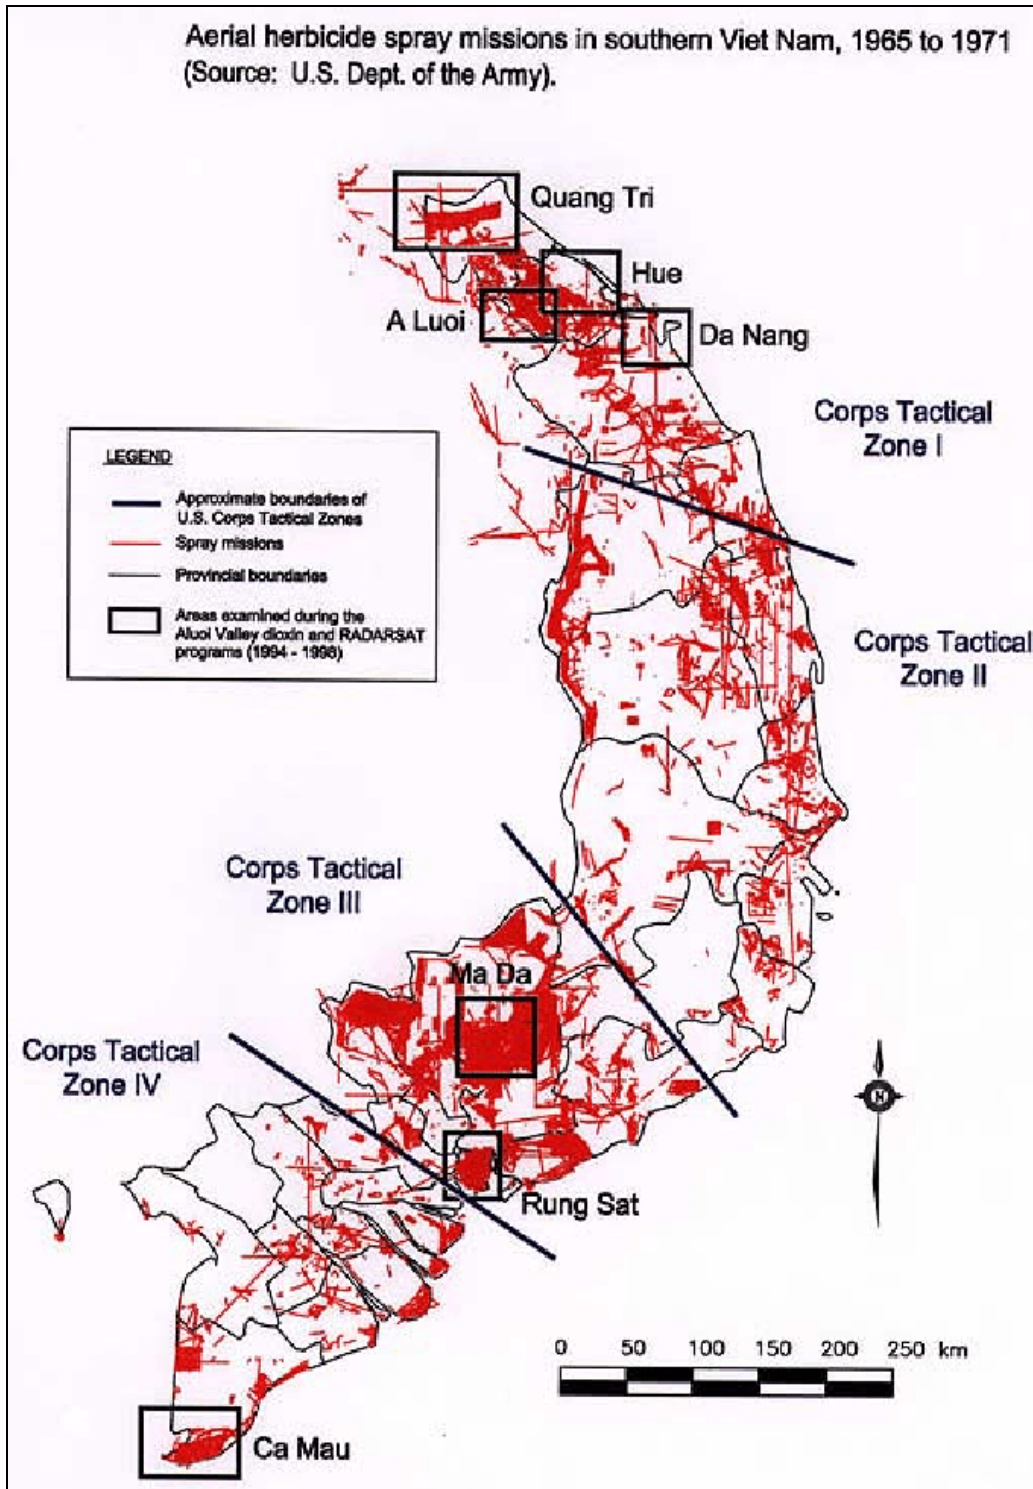 Aerial herbicide spray missions in southern Viet Nam, 1965 to 1971
(Source: U.S. Dept. of the Army).
Quang Tri
Hue
A Luoi
Da Nang
Corps Tactical
Zone I
LEGEND
Approximate boundaries of
U.S. Corps Tactical Zones
Spray missions
Provincial boundaries
Areas examined during the
Aluoi Valley dioxin and RADARSAT
programs (1994 - 1998)
Corps Tactical
Zone II
Corps Tactical
Zone III
Ma Da
Corps Tactical
Zone IV
N
Rung Sat
0 50 100 150 200 250 km
Ca Mau